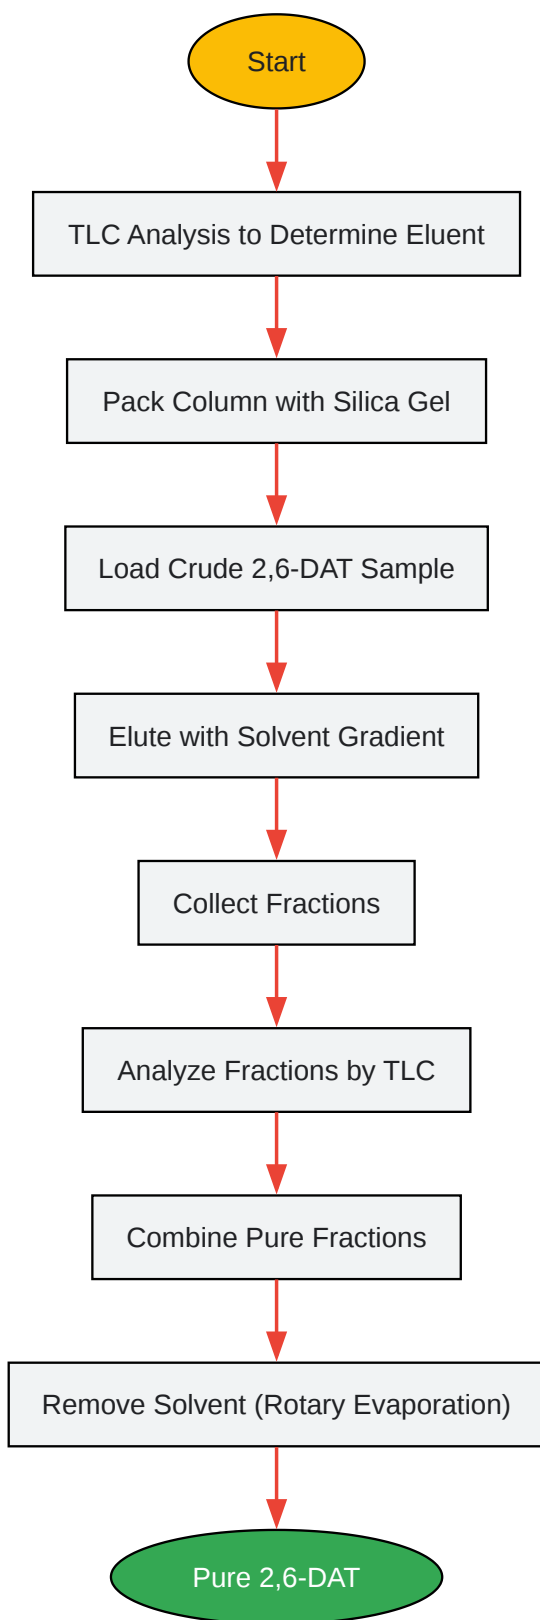 Start
TLC Analysis to Determine Eluent
Pack Column with Silica Gel
Load Crude 2,6-DAT Sample
Elute with Solvent Gradient
Collect Fractions
Analyze Fractions by TLC
Combine Pure Fractions
Remove Solvent (Rotary Evaporation)
Pure 2,6-DAT